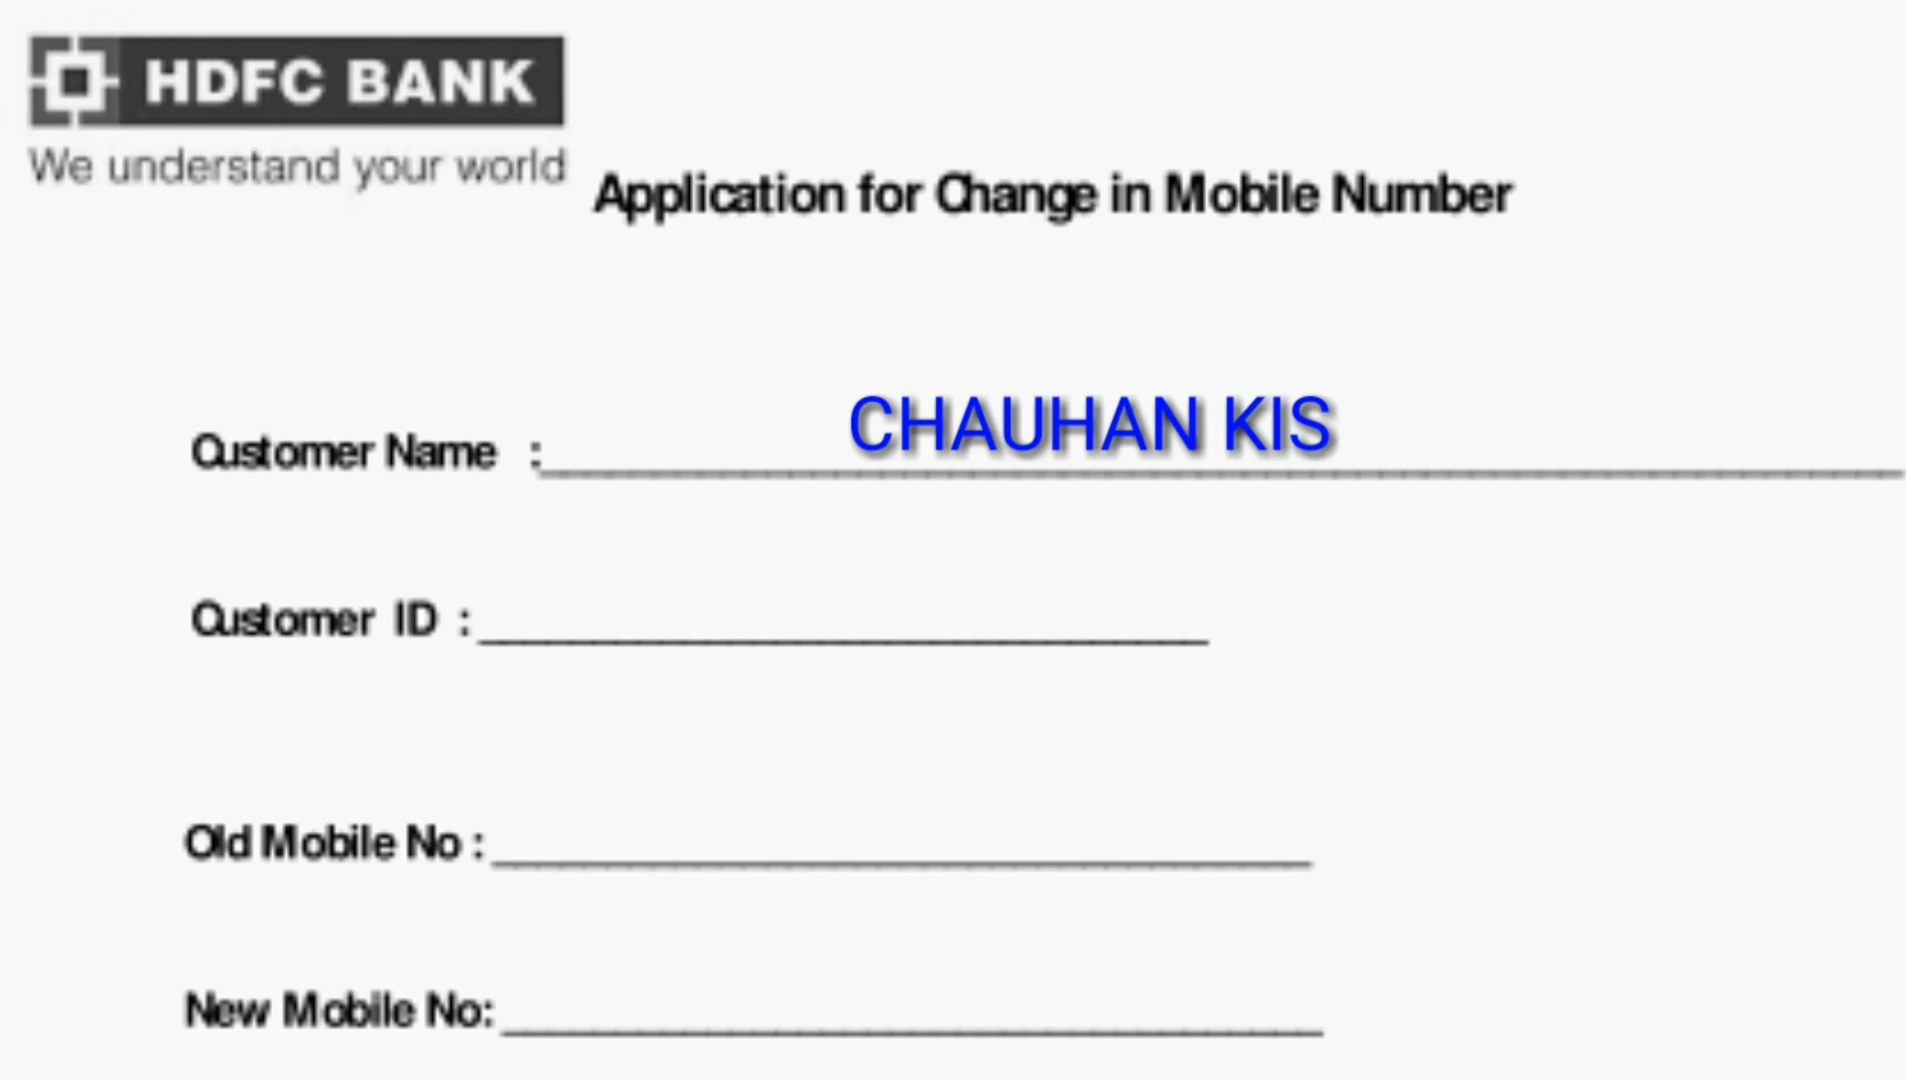 HDFC BANK
We understand your world
Application for Change in Mobile Number
CHAUHAN KIS
Customer Name :
Customer ID :
Old Mobile No :
New Mobile No: